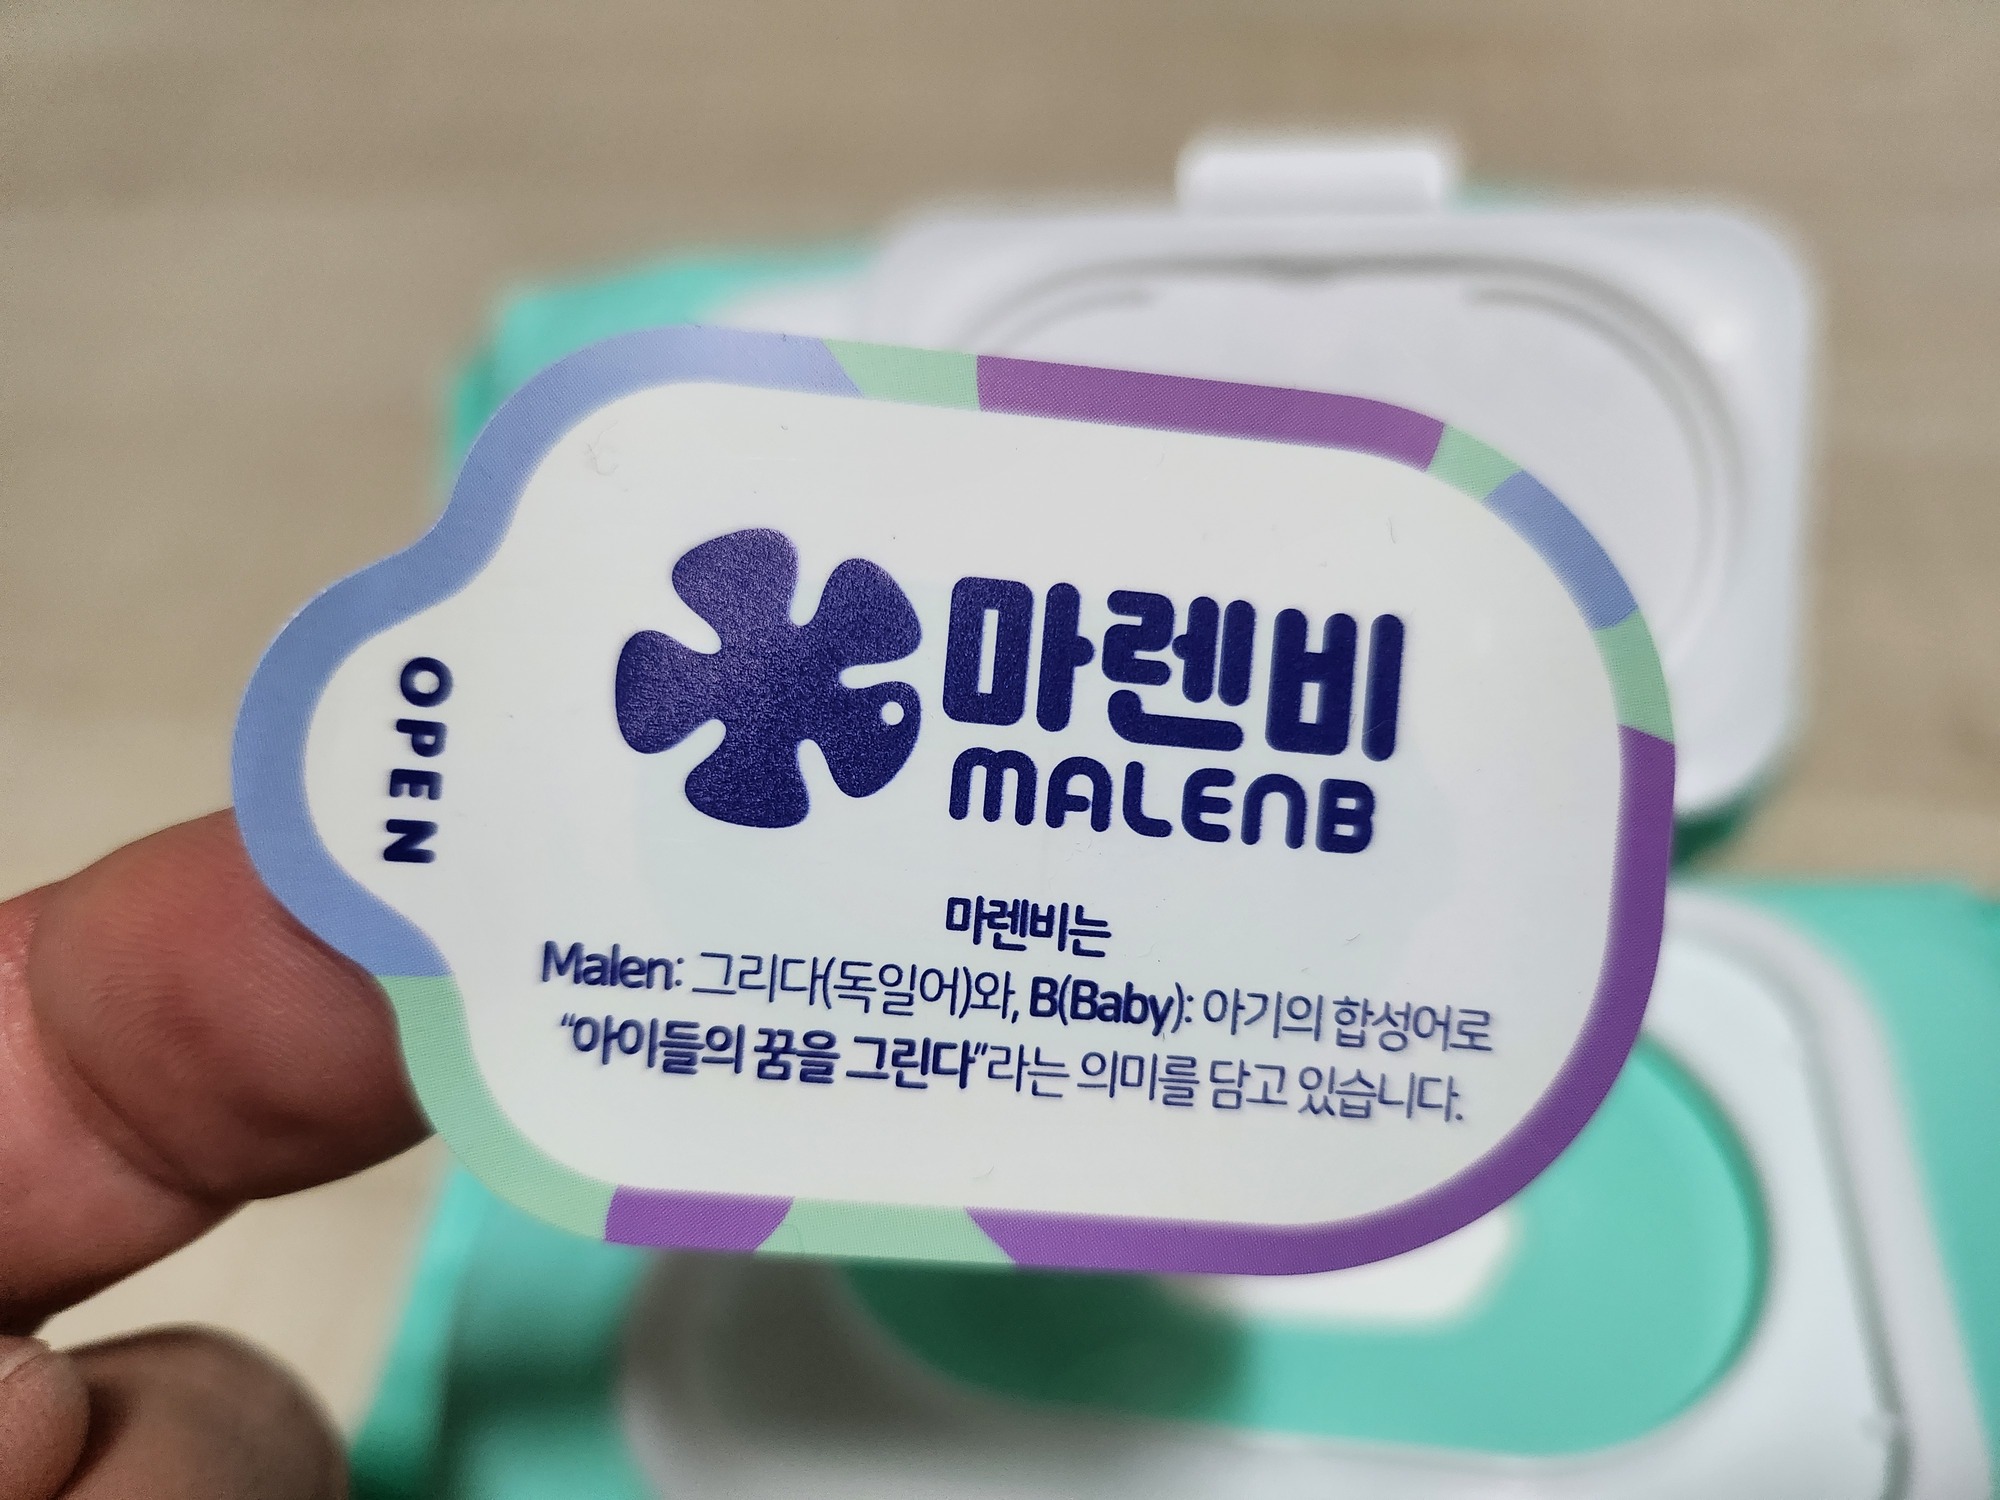 OPEN
마렌비
MALENB
마렌비는
Malen: 그리다(독일어)와, B(Baby): 아기의 합성어로
“아이들의 꿈을 그린다”라는 의미를 담고 있습니다.